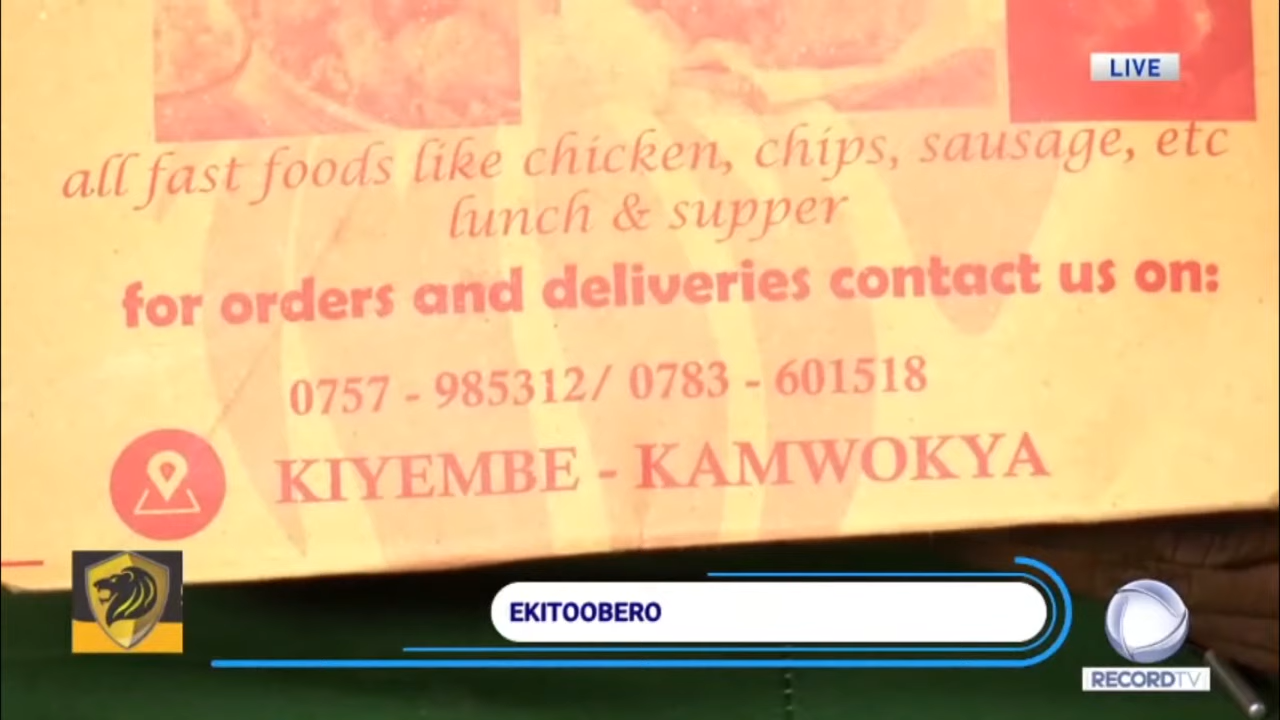 LIVE
all fast foods like chicken, chips, sausage, etc
lunch & supper
for orders and deliveries contact us on:
0757 - 985312/ 0783 - 601518
KIYEMBE - KAMWOKYA
EKITOOBERO
RECORDTV